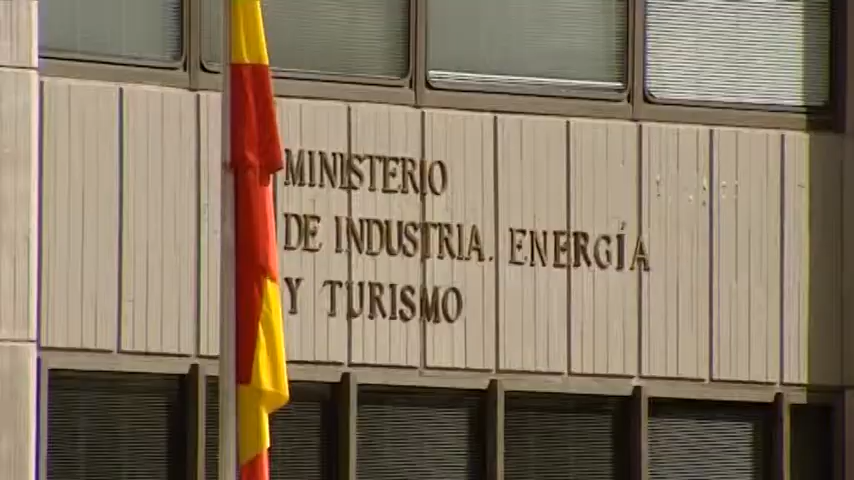 MINISTERIO
DE INDUSTRIA. ENERGÍA
Y TURISMO